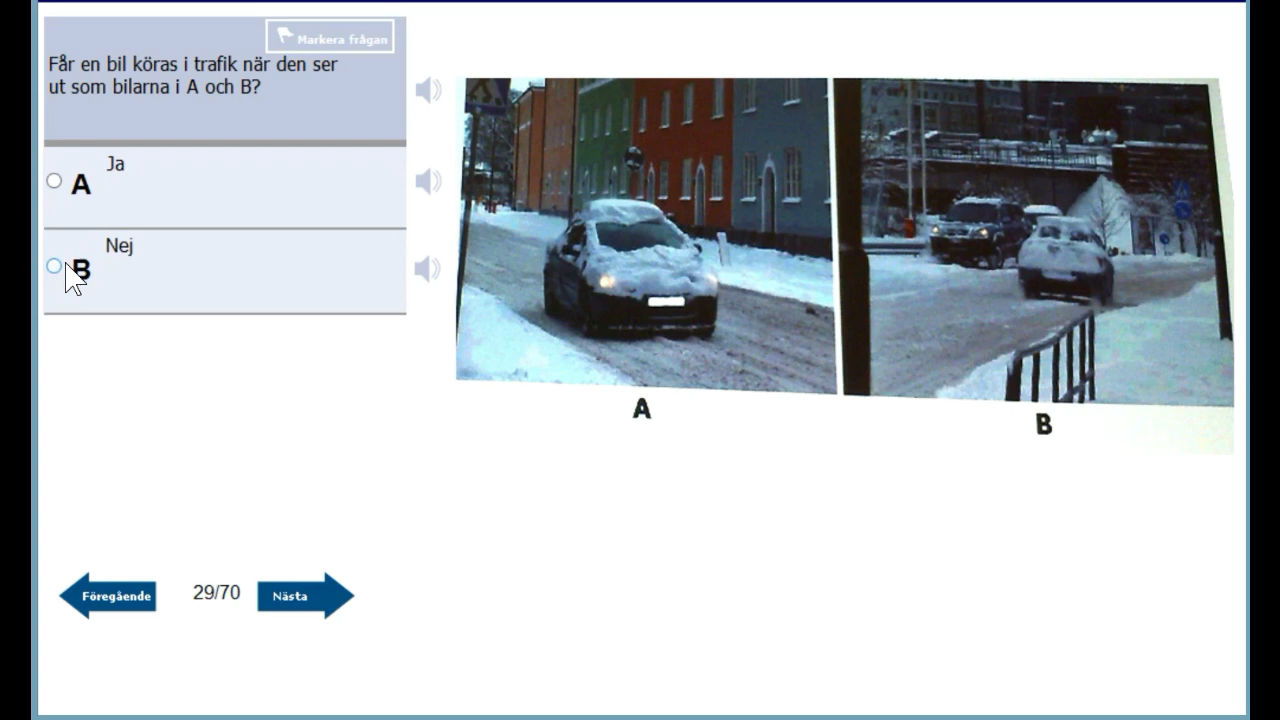 Markera frågan
Får en bil köras i trafik när den ser
ut som bilarna i A och B?
Ja
A
Nej
B
A
B
Föregående
29/70
Nästa